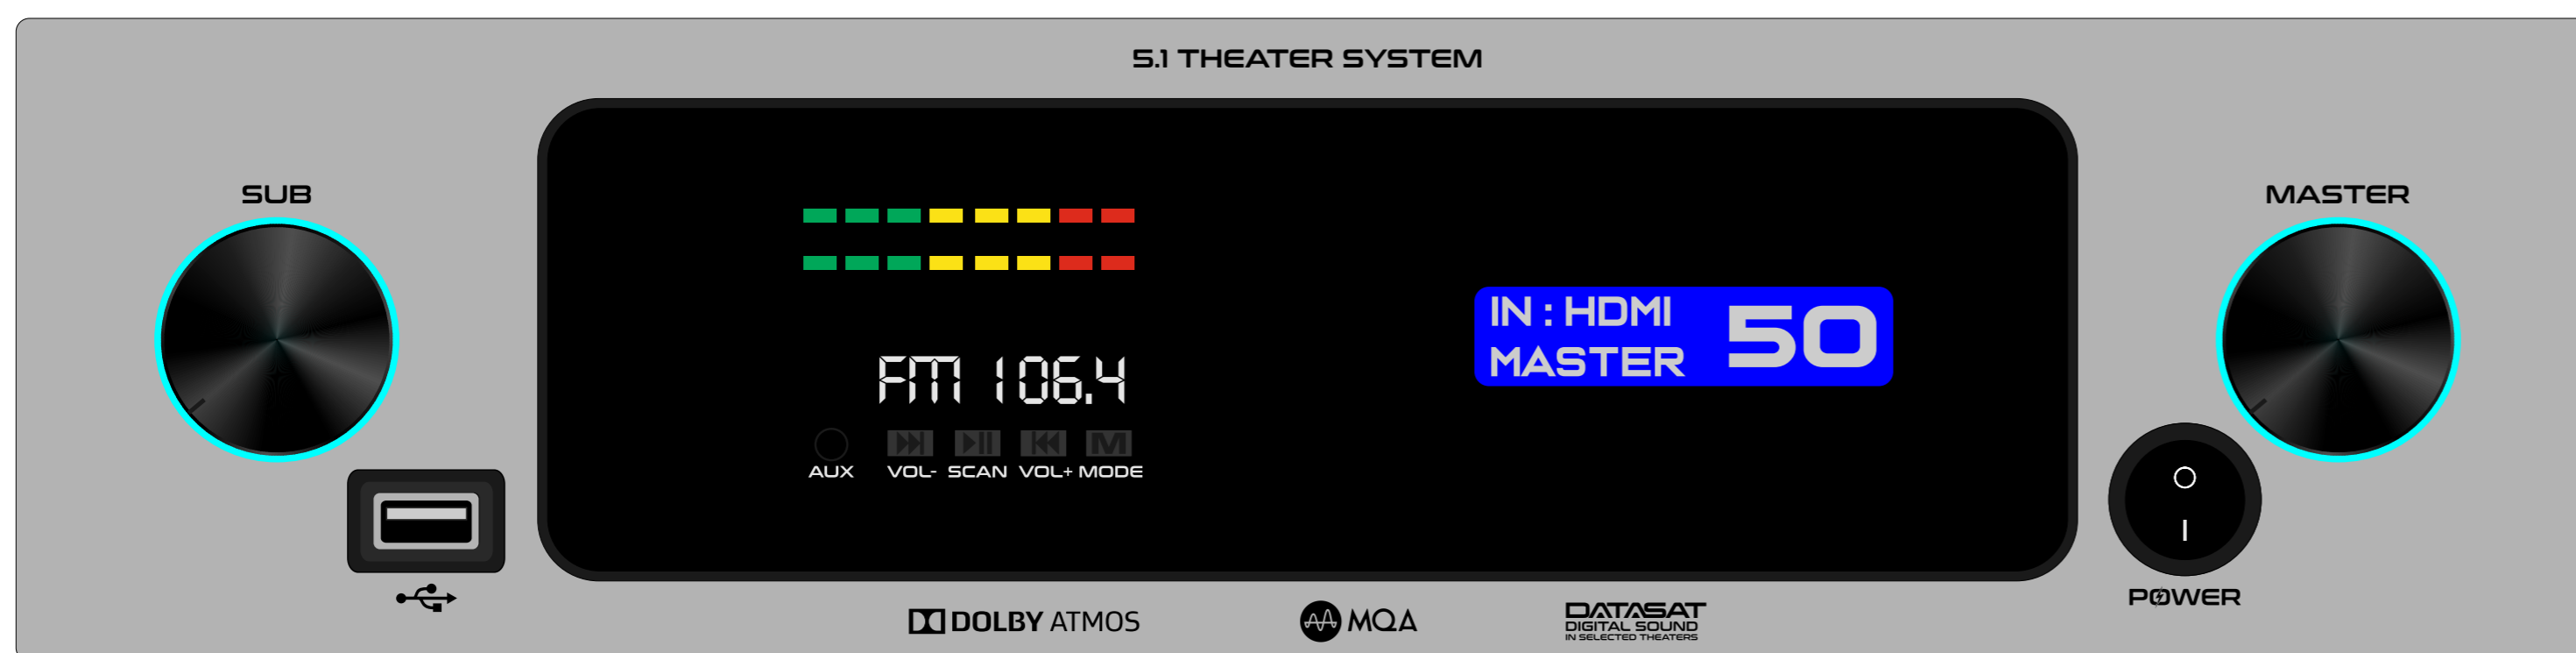 5.1 THEATER SYSTEM
SUB
MASTER
IN : HDMI
MASTER
50
FM 106.4
M
AUX VOL- SCAN VOL+ MODE
POWER
DOLBY ATMOS
MQA
DATASAT
DIGITAL SOUND
IN SELECTED THEATERS